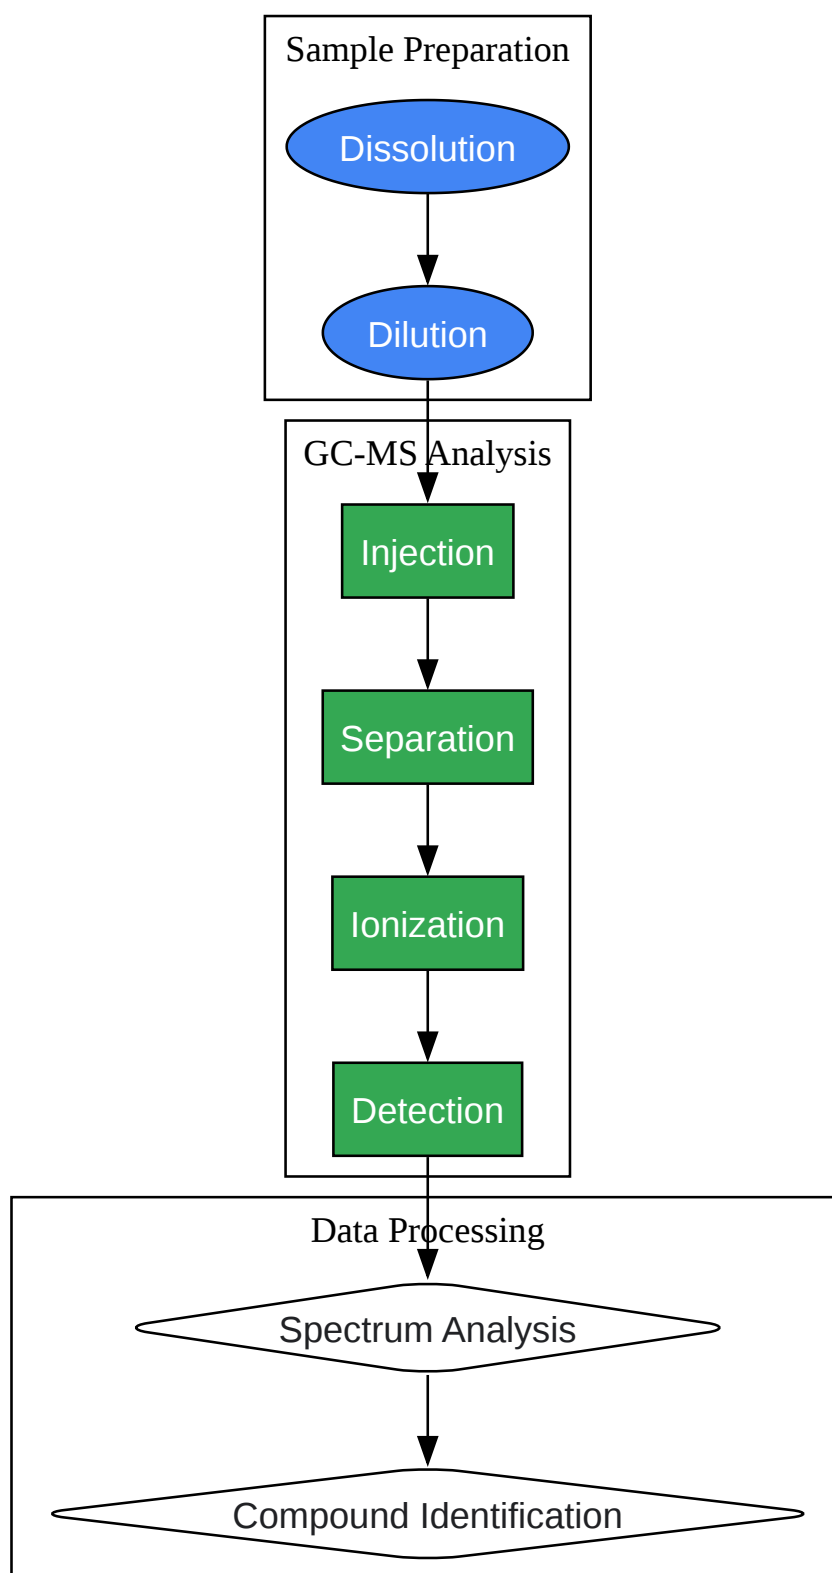 Sample Preparation
Dissolution
Dilution
GC-MS Analysis
Injection
Separation
Ionization
Detection
Data Processing
Spectrum Analysis
Compound Identification